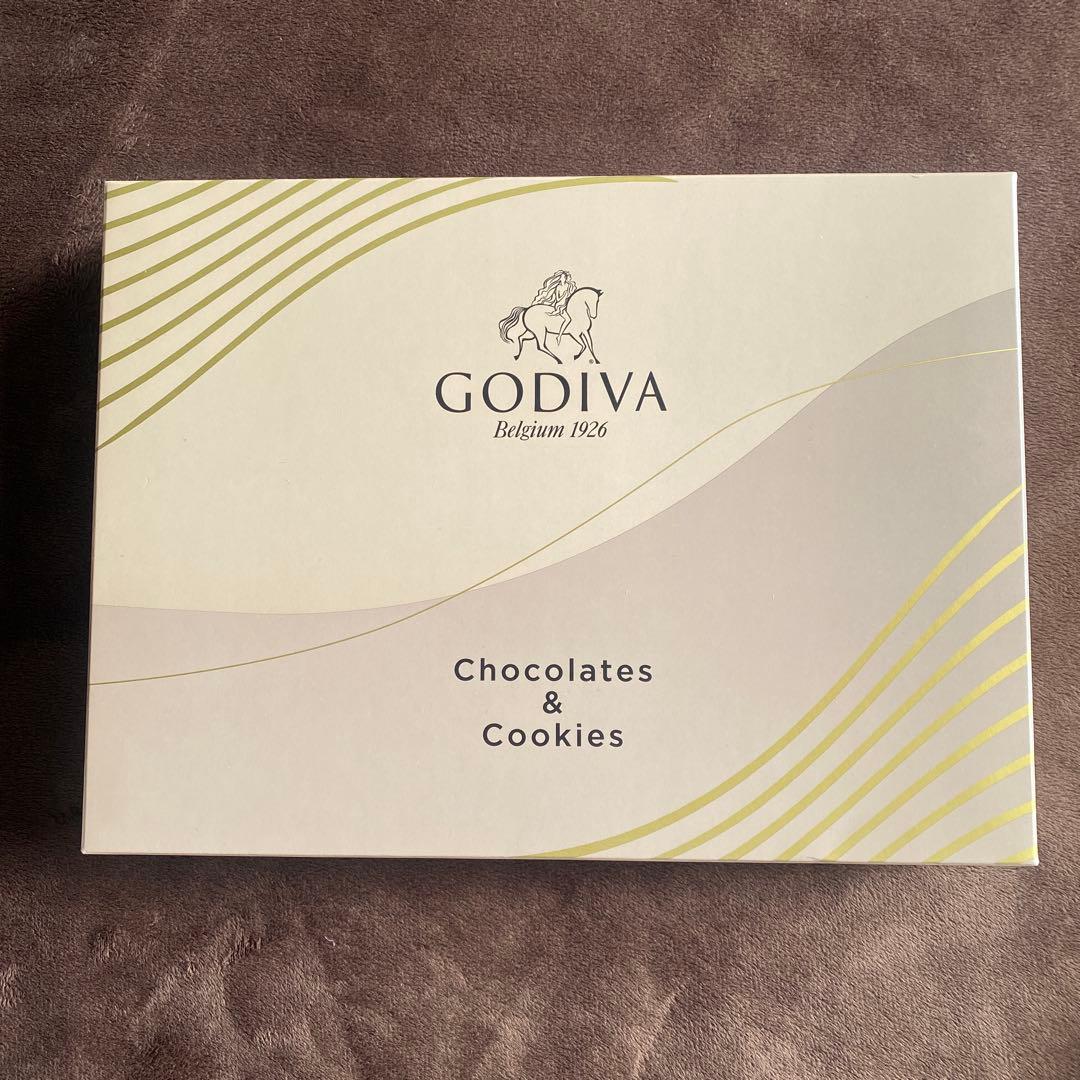 GODIVA
Belgium 1926
Chocolates
&
Cookies